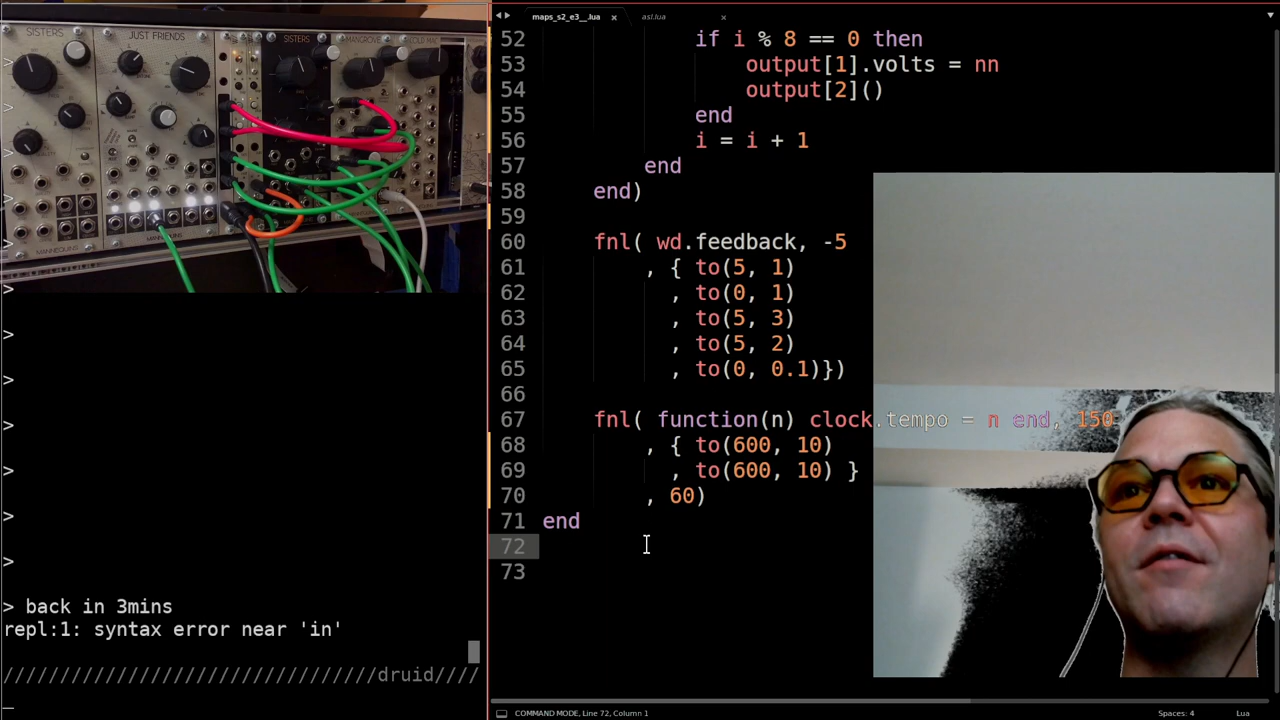 SISTERS
JUST FRIENDS
SISTERS
MANGROVE
COLD MAC
MANNEQUINS
>
>
>
>
>
>
>
>
>
>
>
>
> back in 3mins
repl:1: syntax error near 'in'
/////////////////////////////////druid////
_
maps_s2_e3__.lua ×
asl.lua ×
52 if i % 8 == 0 then
53 output[1].volts = nn
54 output[2]()
55 end
56 i = i + 1
57 end
58 end)
59
60 fnl( wd.feedback, -5
61 , { to(5, 1)
62 , to(0, 1)
63 , to(5, 3)
64 , to(5, 2)
65 , to(0, 0.1)})
66
67 fnl( function(n) clock.tempo = n end, 150
68 , { to(600, 10)
69 , to(600, 10) }
70 , 60)
71 end
72
73
COMMAND MODE, Line 72, Column 1
Spaces: 4
Lua